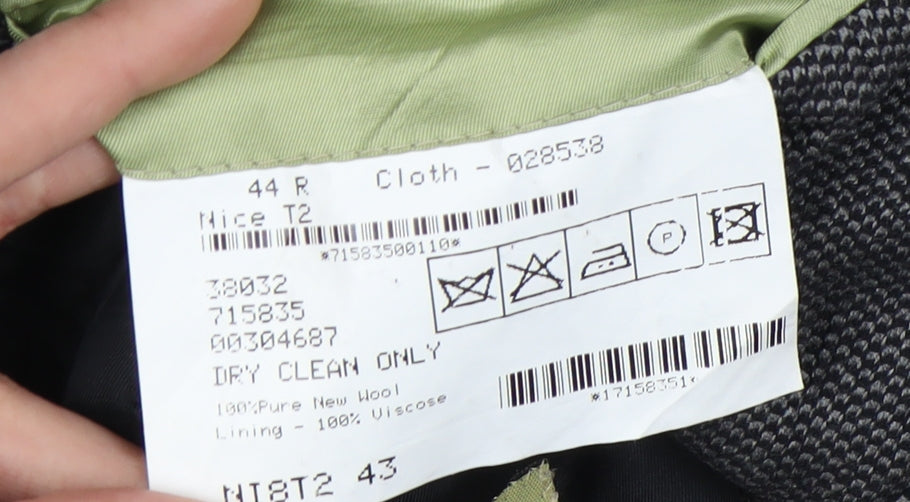 44 R Cloth - 028538
Nice T2
*71583500110*
38032
715835
00304687
DRY CLEAN ONLY
P
100%Pure New Wool
Lining - 100% Viscose
*17158351*
NI8T2 43